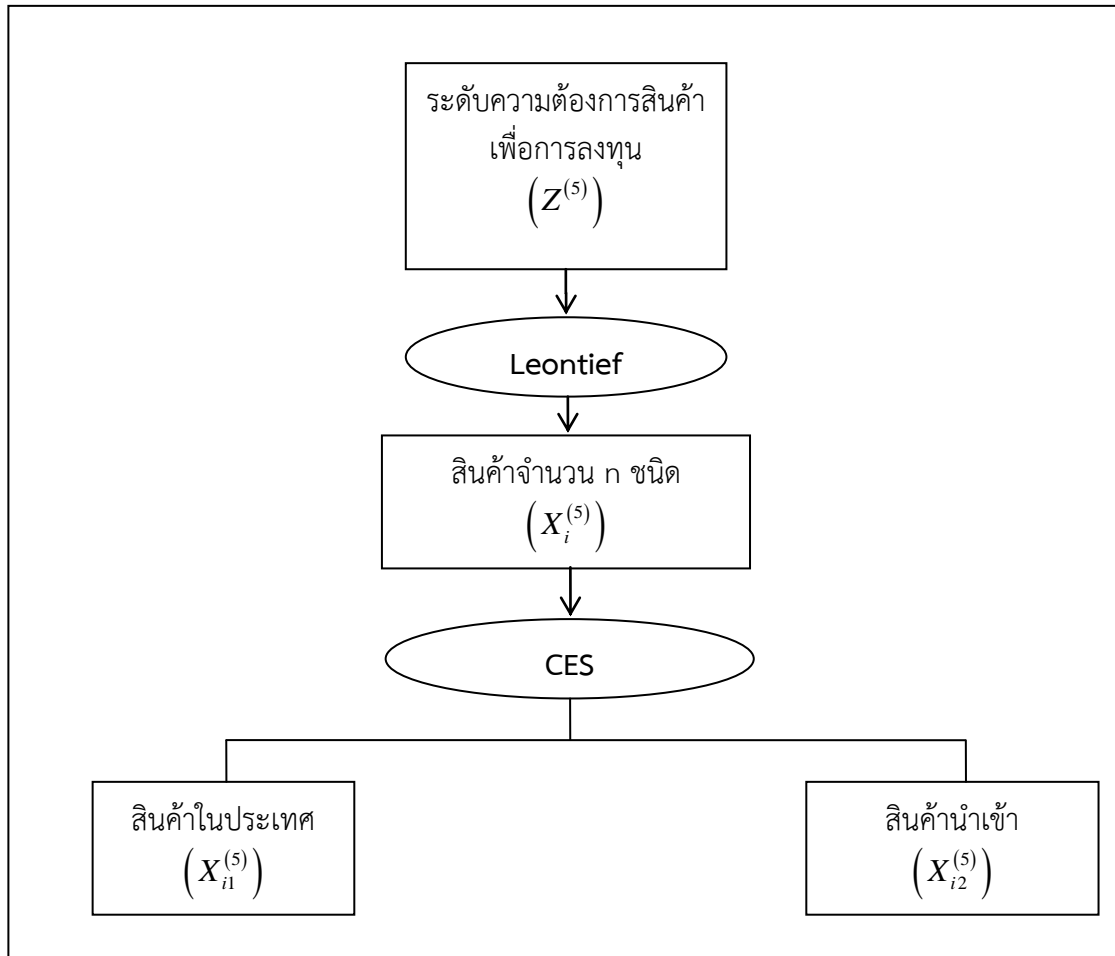 ระดับความต้องการสินค้า
เพื่อการลงทุน
(Z^(5))
Leontief
สินค้าจำนวน n ชนิด
(X_i^(5))
CES
สินค้าในประเทศ
(X_i1^(5))
สินค้านำเข้า
(X_i2^(5))